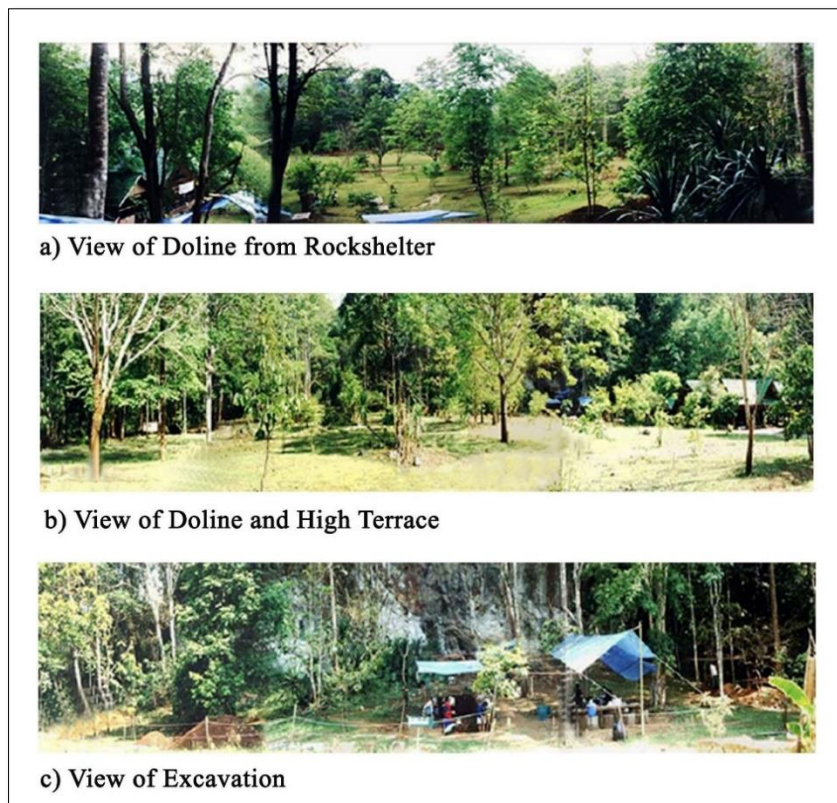 a) View of Doline from Rockshelter
b) View of Doline and High Terrace
c) View of Excavation